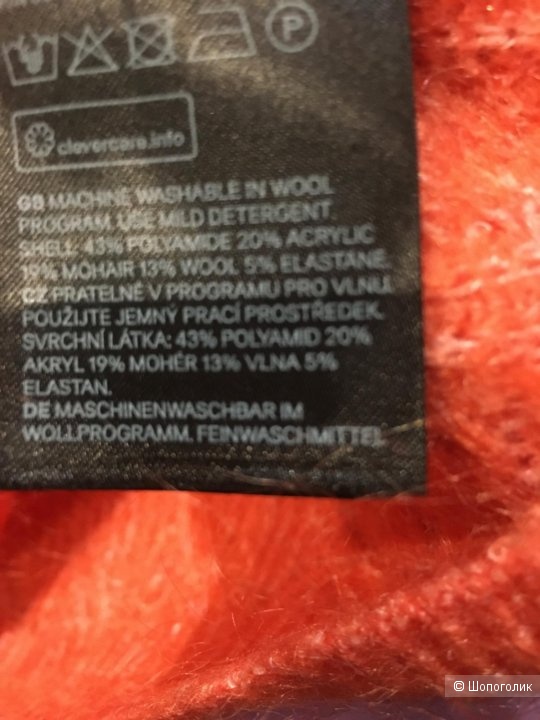 P
clevercare.info
GB MACHINE WASHABLE IN WOOL
PROGRAM. USE MILD DETERGENT.
SHELL: 43% POLYAMIDE 20% ACRYLIC
19% MOHAIR 13% WOOL 5% ELASTANE
CZ PRATELNÉ V PROGRAMU PRO VLNU.
POUŽIJTE JEMNÝ PRACÍ PROSTŘEDEK.
SVRCHNÍ LÁTKA: 43% POLYAMID 20%
AKRYL 19% MOHÉR 13% VLNA 5%
ELASTAN.
DE MASCHINENWASCHBAR IM
WOLLPROGRAMM. FEINWASCHMITTEL
© Шопоголик